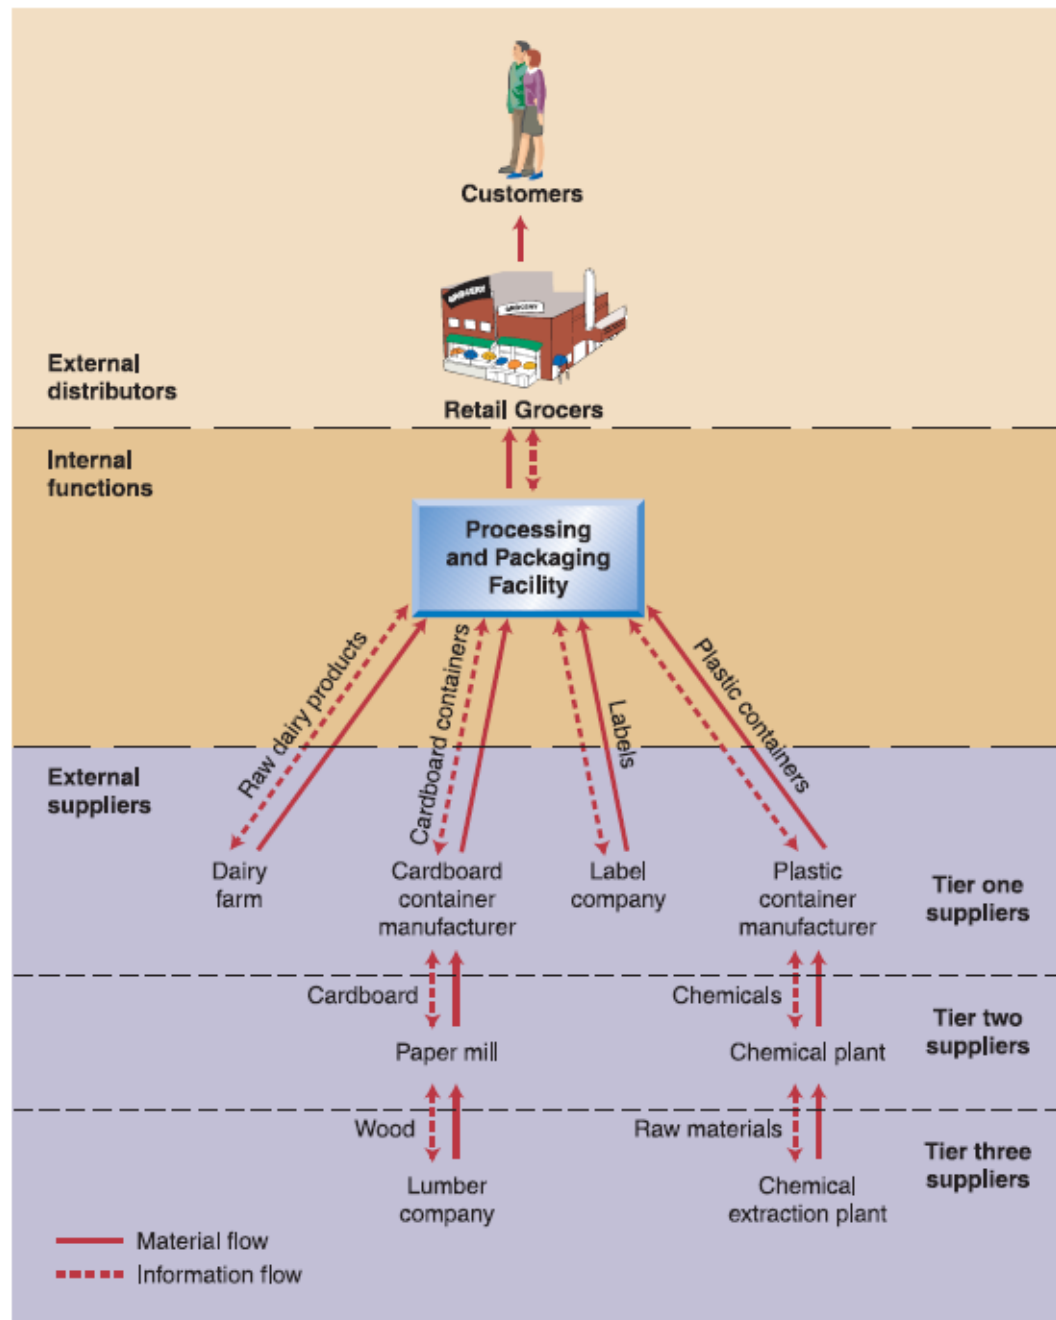 Customers
GROCERY
External
distributors
Retail Grocers
Internal
functions
Processing
and Packaging
Facility
Raw dairy products
Cardboard containers
Labels
Plastic containers
External
suppliers
Dairy
farm
Cardboard
container
manufacturer
Label
company
Plastic
container
manufacturer
Tier one
suppliers
Cardboard
Chemicals
Paper mill
Chemical plant
Tier two
suppliers
Wood
Raw materials
Lumber
company
Chemical
extraction plant
Tier three
suppliers
Material flow
Information flow